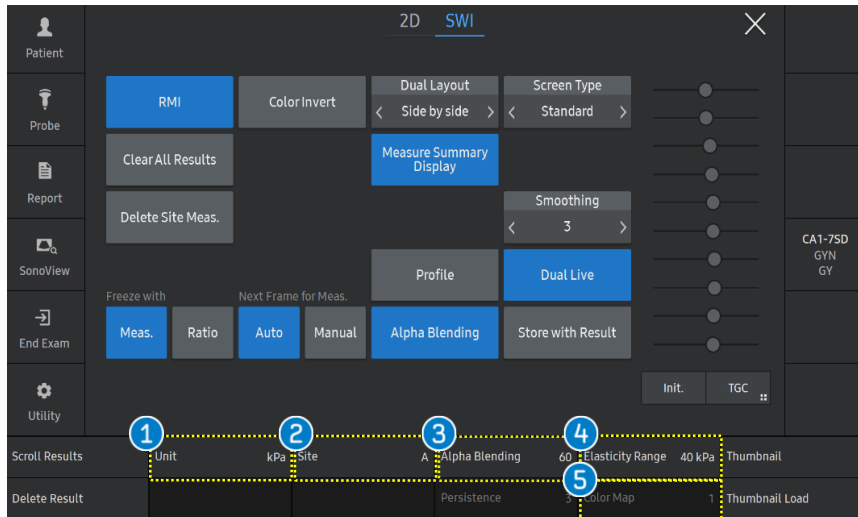 2D SWI
Patient
Probe
Report
SonoView
End Exam
Utility
RMI
Color Invert
Dual Layout
< Side by side >
Screen Type
< Standard >
Clear All Results
Measure Summary
Display
Delete Site Meas.
Smoothing
< 3 >
Profile
Dual Live
Freeze with
Next Frame for Meas.
Meas.
Ratio
Auto
Manual
Alpha Blending
Store with Result
CA1-7SD
GYN
GY
Init.
TGC
1 2 3 4
Scroll Results
Unit kPa
Site A
Alpha Blending 60
Elasticity Range 40 kPa
Thumbnail
5
Delete Result
Persistence 3
Color Map 1
Thumbnail Load